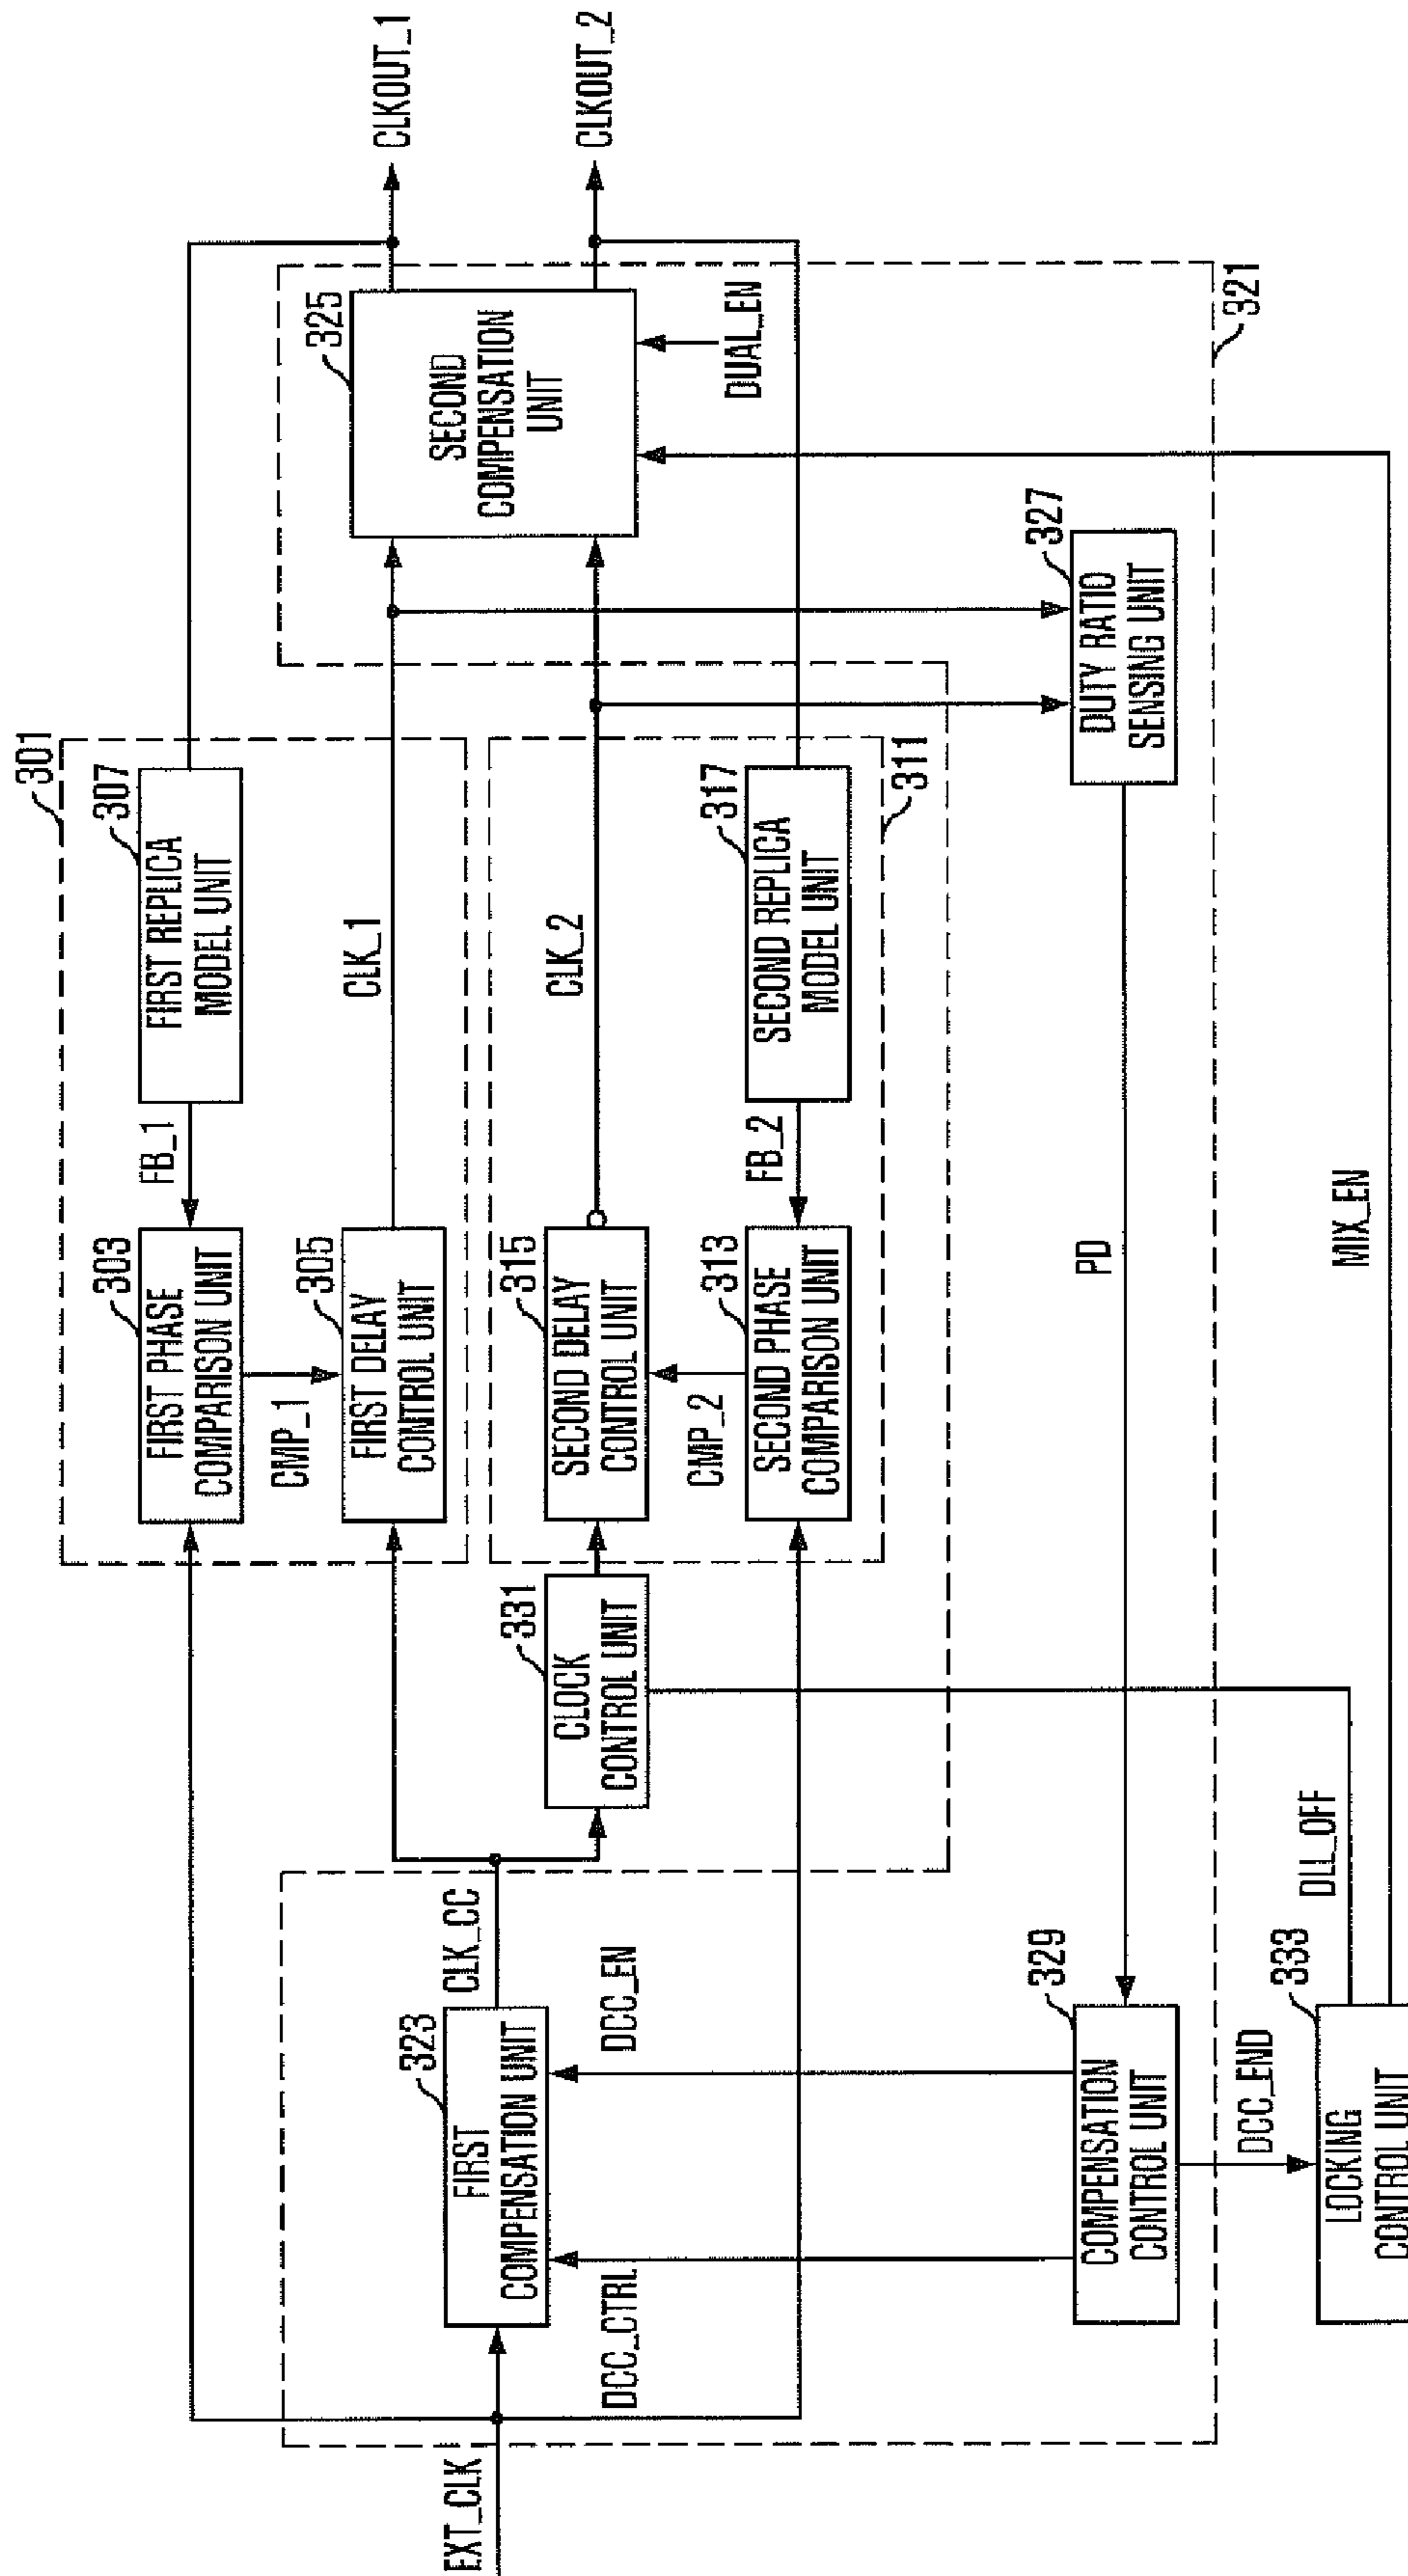 301
307
FIRST REPLICA
MODEL UNIT
FB_1
303
FIRST PHASE
COMPARISON UNIT
CMP_1
305
FIRST DELAY
CONTROL UNIT
CLK_1
CLKOUT_1
325
SECOND
COMPENSATION
UNIT
CLKOUT_2
DUAL_EN
EXT_CLK
323
FIRST
COMPENSATION UNIT
CLK_CC
331
CLOCK
CONTROL UNIT
315
SECOND DELAY
CONTROL UNIT
CLK_2
CMP_2
313
SECOND PHASE
COMPARISON UNIT
FB_2
317
SECOND REPLICA
MODEL UNIT
311
DCC_CTRL
DCC_EN
327
DUTY RATIO
SENSING UNIT
321
PD
329
COMPENSATION
CONTROL UNIT
DCC_END
333
LOCKING
CONTROL UNIT
DLL_OFF
MIX_EN